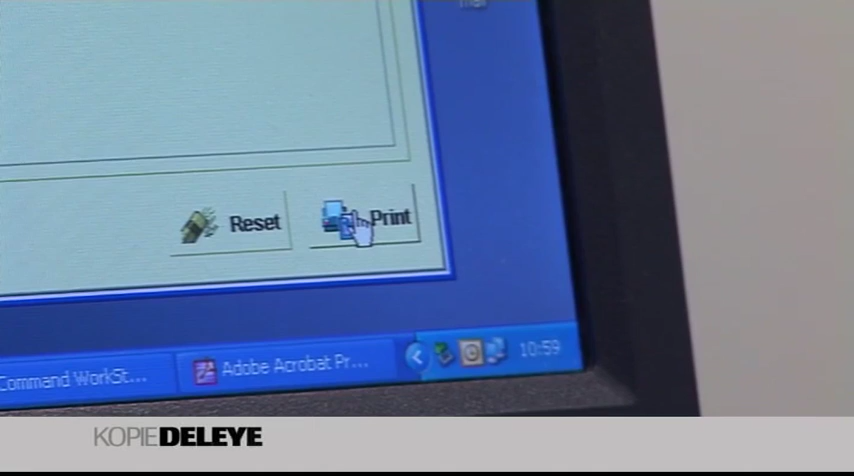 Reset
Print
Command WorkSt...
Adobe Acrobat Pr...
10:59
KOPIEDELEYE